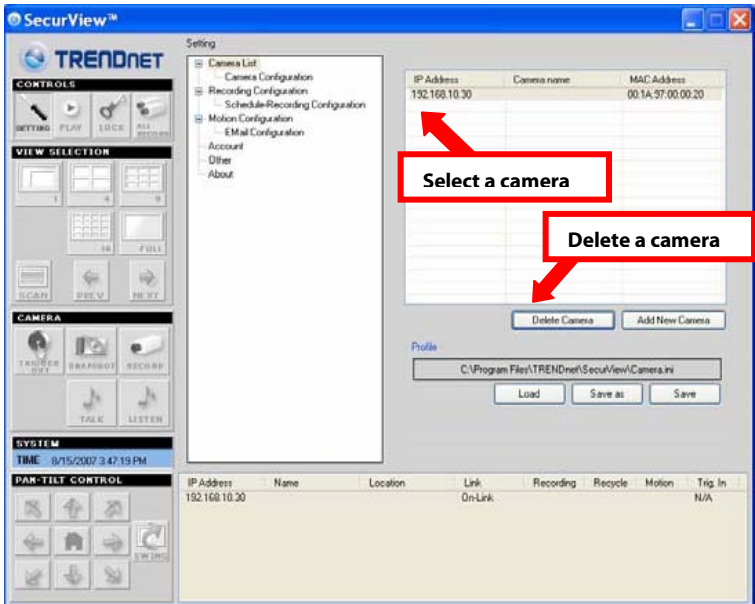 SecurView™
TRENDNET
CONTROLS
SETTING PLAY LOCK ALL RECORD
VIEW SELECTION
1 4 9
16 FULL
SCAN PREV NEXT
CAMERA
TRIGGER OUT SNAPSHOT RECORD
TALK LISTEN
SYSTEM
TIME 8/15/2007 3:47:19 PM
PAN-TILT CONTROL
SWING
Setting
Camera List
Camera Configuration
Recording Configuration
Schedule-Recording Configuration
Motion Configuration
EMail Configuration
Account
Other
About
IP Address Camera name MAC Address
192.168.10.30 00:1A:97:00:00:20
Select a camera
Delete a camera
Delete Camera Add New Camera
Profile
C:\Program Files\TRENDnet\SecurView\Camera.ini
Load Save as Save
IP Address Name Location Link Recording Recycle Motion Trig. In
192.168.10.30 On-Link N/A